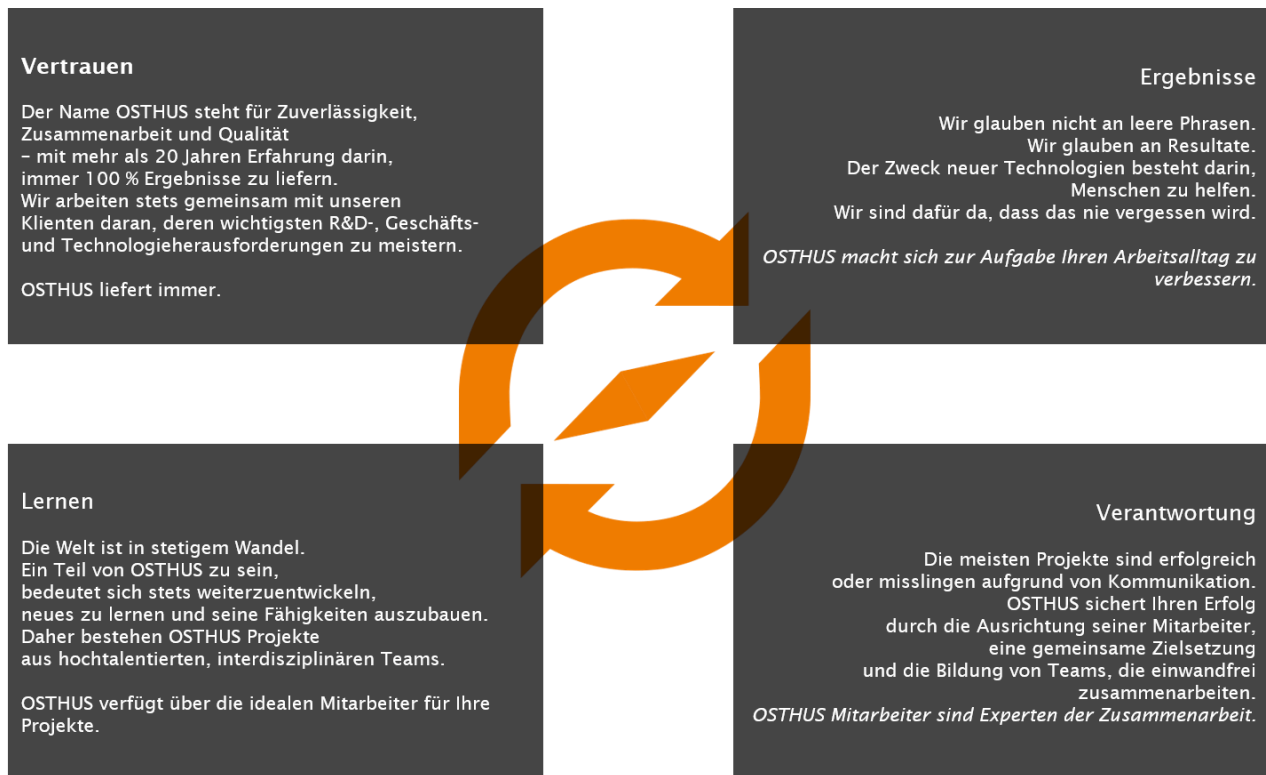 Vertrauen
Der Name OSTHUS steht für Zuverlässigkeit,
Zusammenarbeit und Qualität
– mit mehr als 20 Jahren Erfahrung darin,
immer 100 % Ergebnisse zu liefern.
Wir arbeiten stets gemeinsam mit unseren
Klienten daran, deren wichtigsten R&D-, Geschäfts-
und Technologieherausforderungen zu meistern.
OSTHUS liefert immer.
Ergebnisse
Wir glauben nicht an leere Phrasen.
Wir glauben an Resultate.
Der Zweck neuer Technologien besteht darin,
Menschen zu helfen.
Wir sind dafür da, dass das nie vergessen wird.
OSTHUS macht sich zur Aufgabe Ihren Arbeitsalltag zu
verbessern.
Lernen
Die Welt ist in stetigem Wandel.
Ein Teil von OSTHUS zu sein,
bedeutet sich stets weiterzuentwickeln,
neues zu lernen und seine Fähigkeiten auszubauen.
Daher bestehen OSTHUS Projekte
aus hochtalentierten, interdisziplinären Teams.
OSTHUS verfügt über die idealen Mitarbeiter für Ihre
Projekte.
Verantwortung
Die meisten Projekte sind erfolgreich
oder misslingen aufgrund von Kommunikation.
OSTHUS sichert Ihren Erfolg
durch die Ausrichtung seiner Mitarbeiter,
eine gemeinsame Zielsetzung
und die Bildung von Teams, die einwandfrei
zusammenarbeiten.
OSTHUS Mitarbeiter sind Experten der Zusammenarbeit.